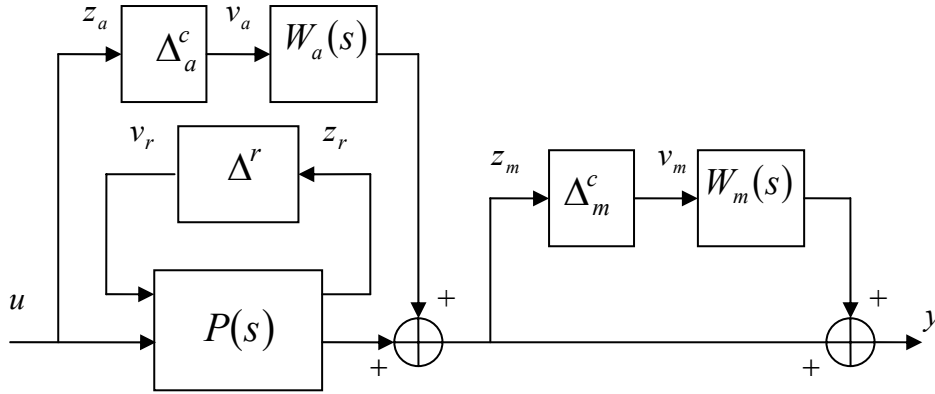 z_a v_a
Δ_a^c W_a(s)
v_r z_r
Δ^r
z_m v_m
Δ_m^c W_m(s)
+ +
u P(s) y
+ +